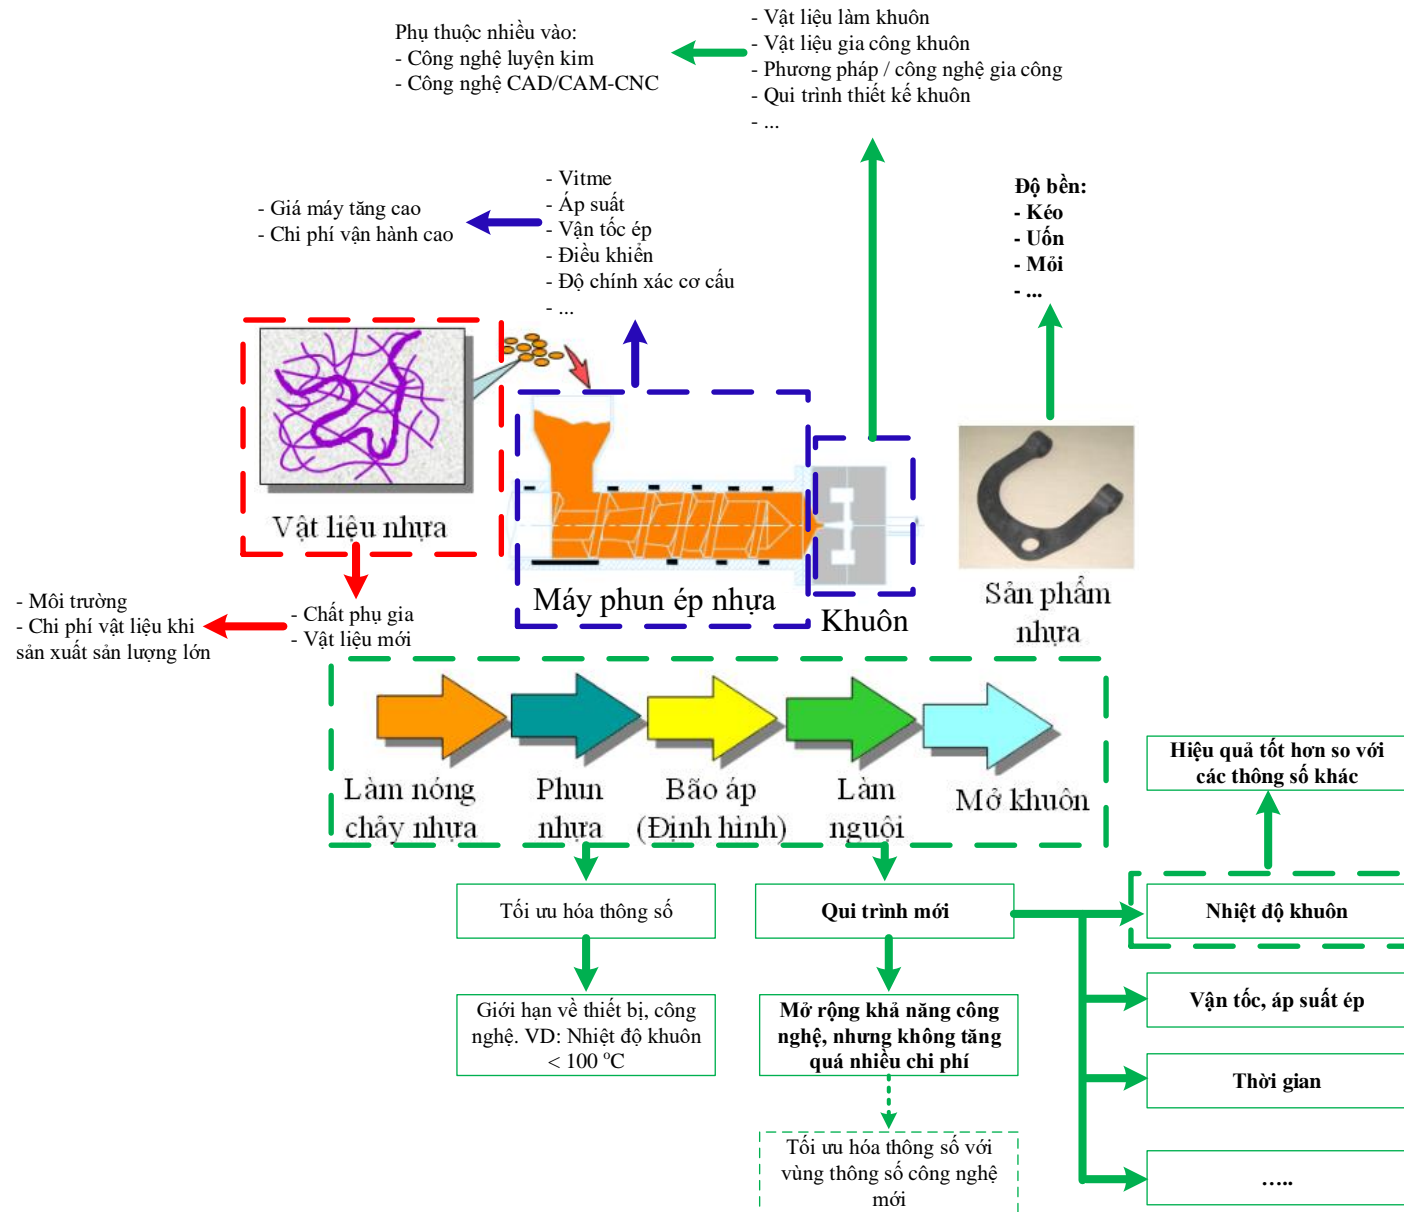 Phụ thuộc nhiều vào:
- Công nghệ luyện kim
- Công nghệ CAD/CAM-CNC
- Vật liệu làm khuôn
- Vật liệu gia công khuôn
- Phương pháp / công nghệ gia công
- Qui trình thiết kế khuôn
- ...
- Giá máy tăng cao
- Chi phí vận hành cao
- Vitme
- Áp suất
- Vận tốc ép
- Điều khiển
- Độ chính xác cơ cấu
- ...
Độ bền:
- Kéo
- Uốn
- Mỏi
- ...
Vật liệu nhựa
Máy phun ép nhựa
Khuôn
Sản phẩm
nhựa
- Môi trường
- Chi phí vật liệu khi
sản xuất sản lượng lớn
- Chất phụ gia
- Vật liệu mới
Làm nóng
chảy nhựa
Phun
nhựa
Bão áp
(Định hình)
Làm
nguội
Mở khuôn
Hiệu quả tốt hơn so với
các thông số khác
Tối ưu hóa thông số
Qui trình mới
Nhiệt độ khuôn
Giới hạn về thiết bị, công
nghệ. VD: Nhiệt độ khuôn
< 100 °C
Mở rộng khả năng công
nghệ, nhưng không tăng
quá nhiều chi phí
Vận tốc, áp suất ép
Thời gian
Tối ưu hóa thông số với
vùng thông số công nghệ
mới
…..